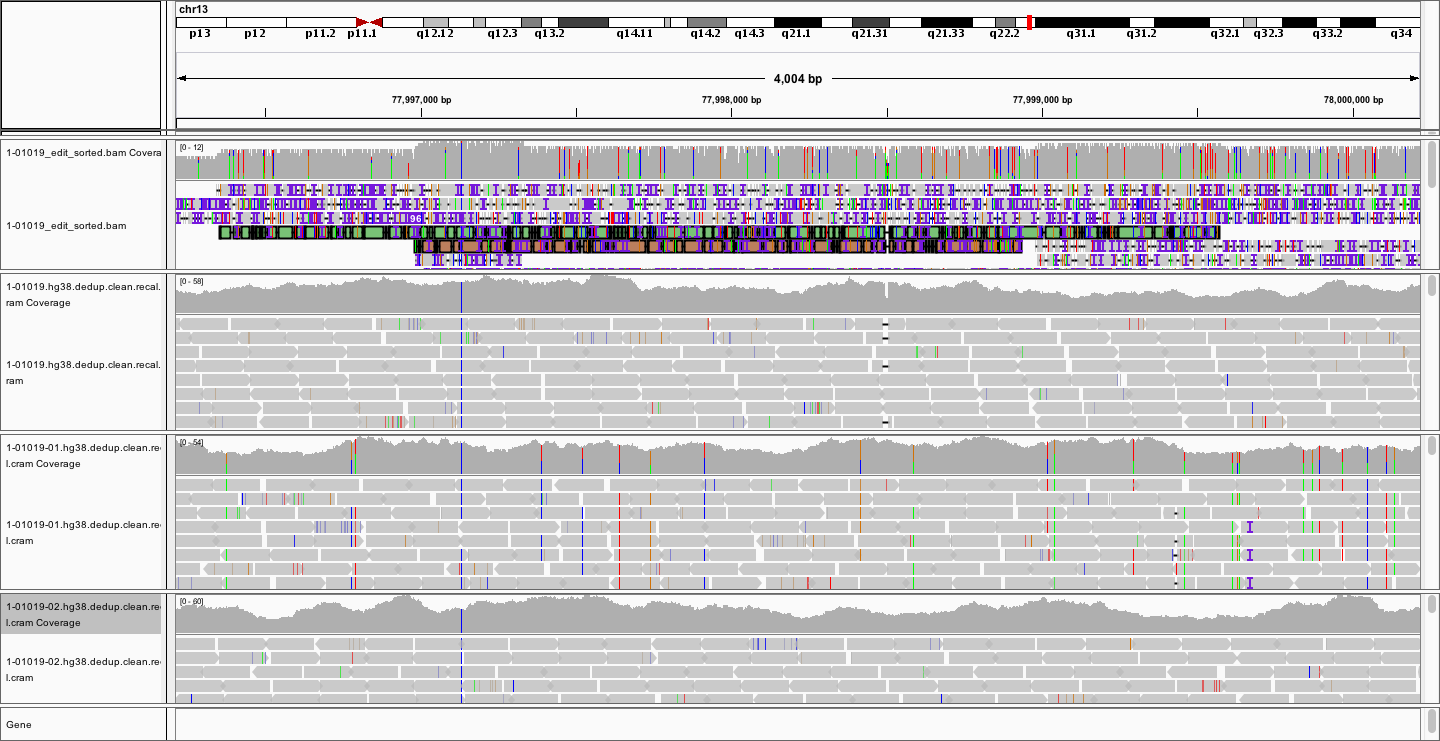 chr13
p13 p12 p11.2 p11.1 q12.12 q12.3 q13.2 q14.11 q14.2 q14.3 q21.1 q21.31 q21.33 q22.2 q31.1 q31.2 q32.1 q32.3 q33.2 q34
4,004 bp
77,997,000 bp 77,998,000 bp 77,999,000 bp 78,000,000 bp
1-01019_edit_sorted.bam Covera
[0 - 12]
96
1-01019_edit_sorted.bam
1-01019.hg38.dedup.clean.recal.
ram Coverage
[0 - 58]
1-01019.hg38.dedup.clean.recal.
ram
1-01019-01.hg38.dedup.clean.re
l.cram Coverage
[0 - 54]
1-01019-01.hg38.dedup.clean.re
l.cram
1-01019-02.hg38.dedup.clean.re
l.cram Coverage
[0 - 60]
1-01019-02.hg38.dedup.clean.re
l.cram
Gene